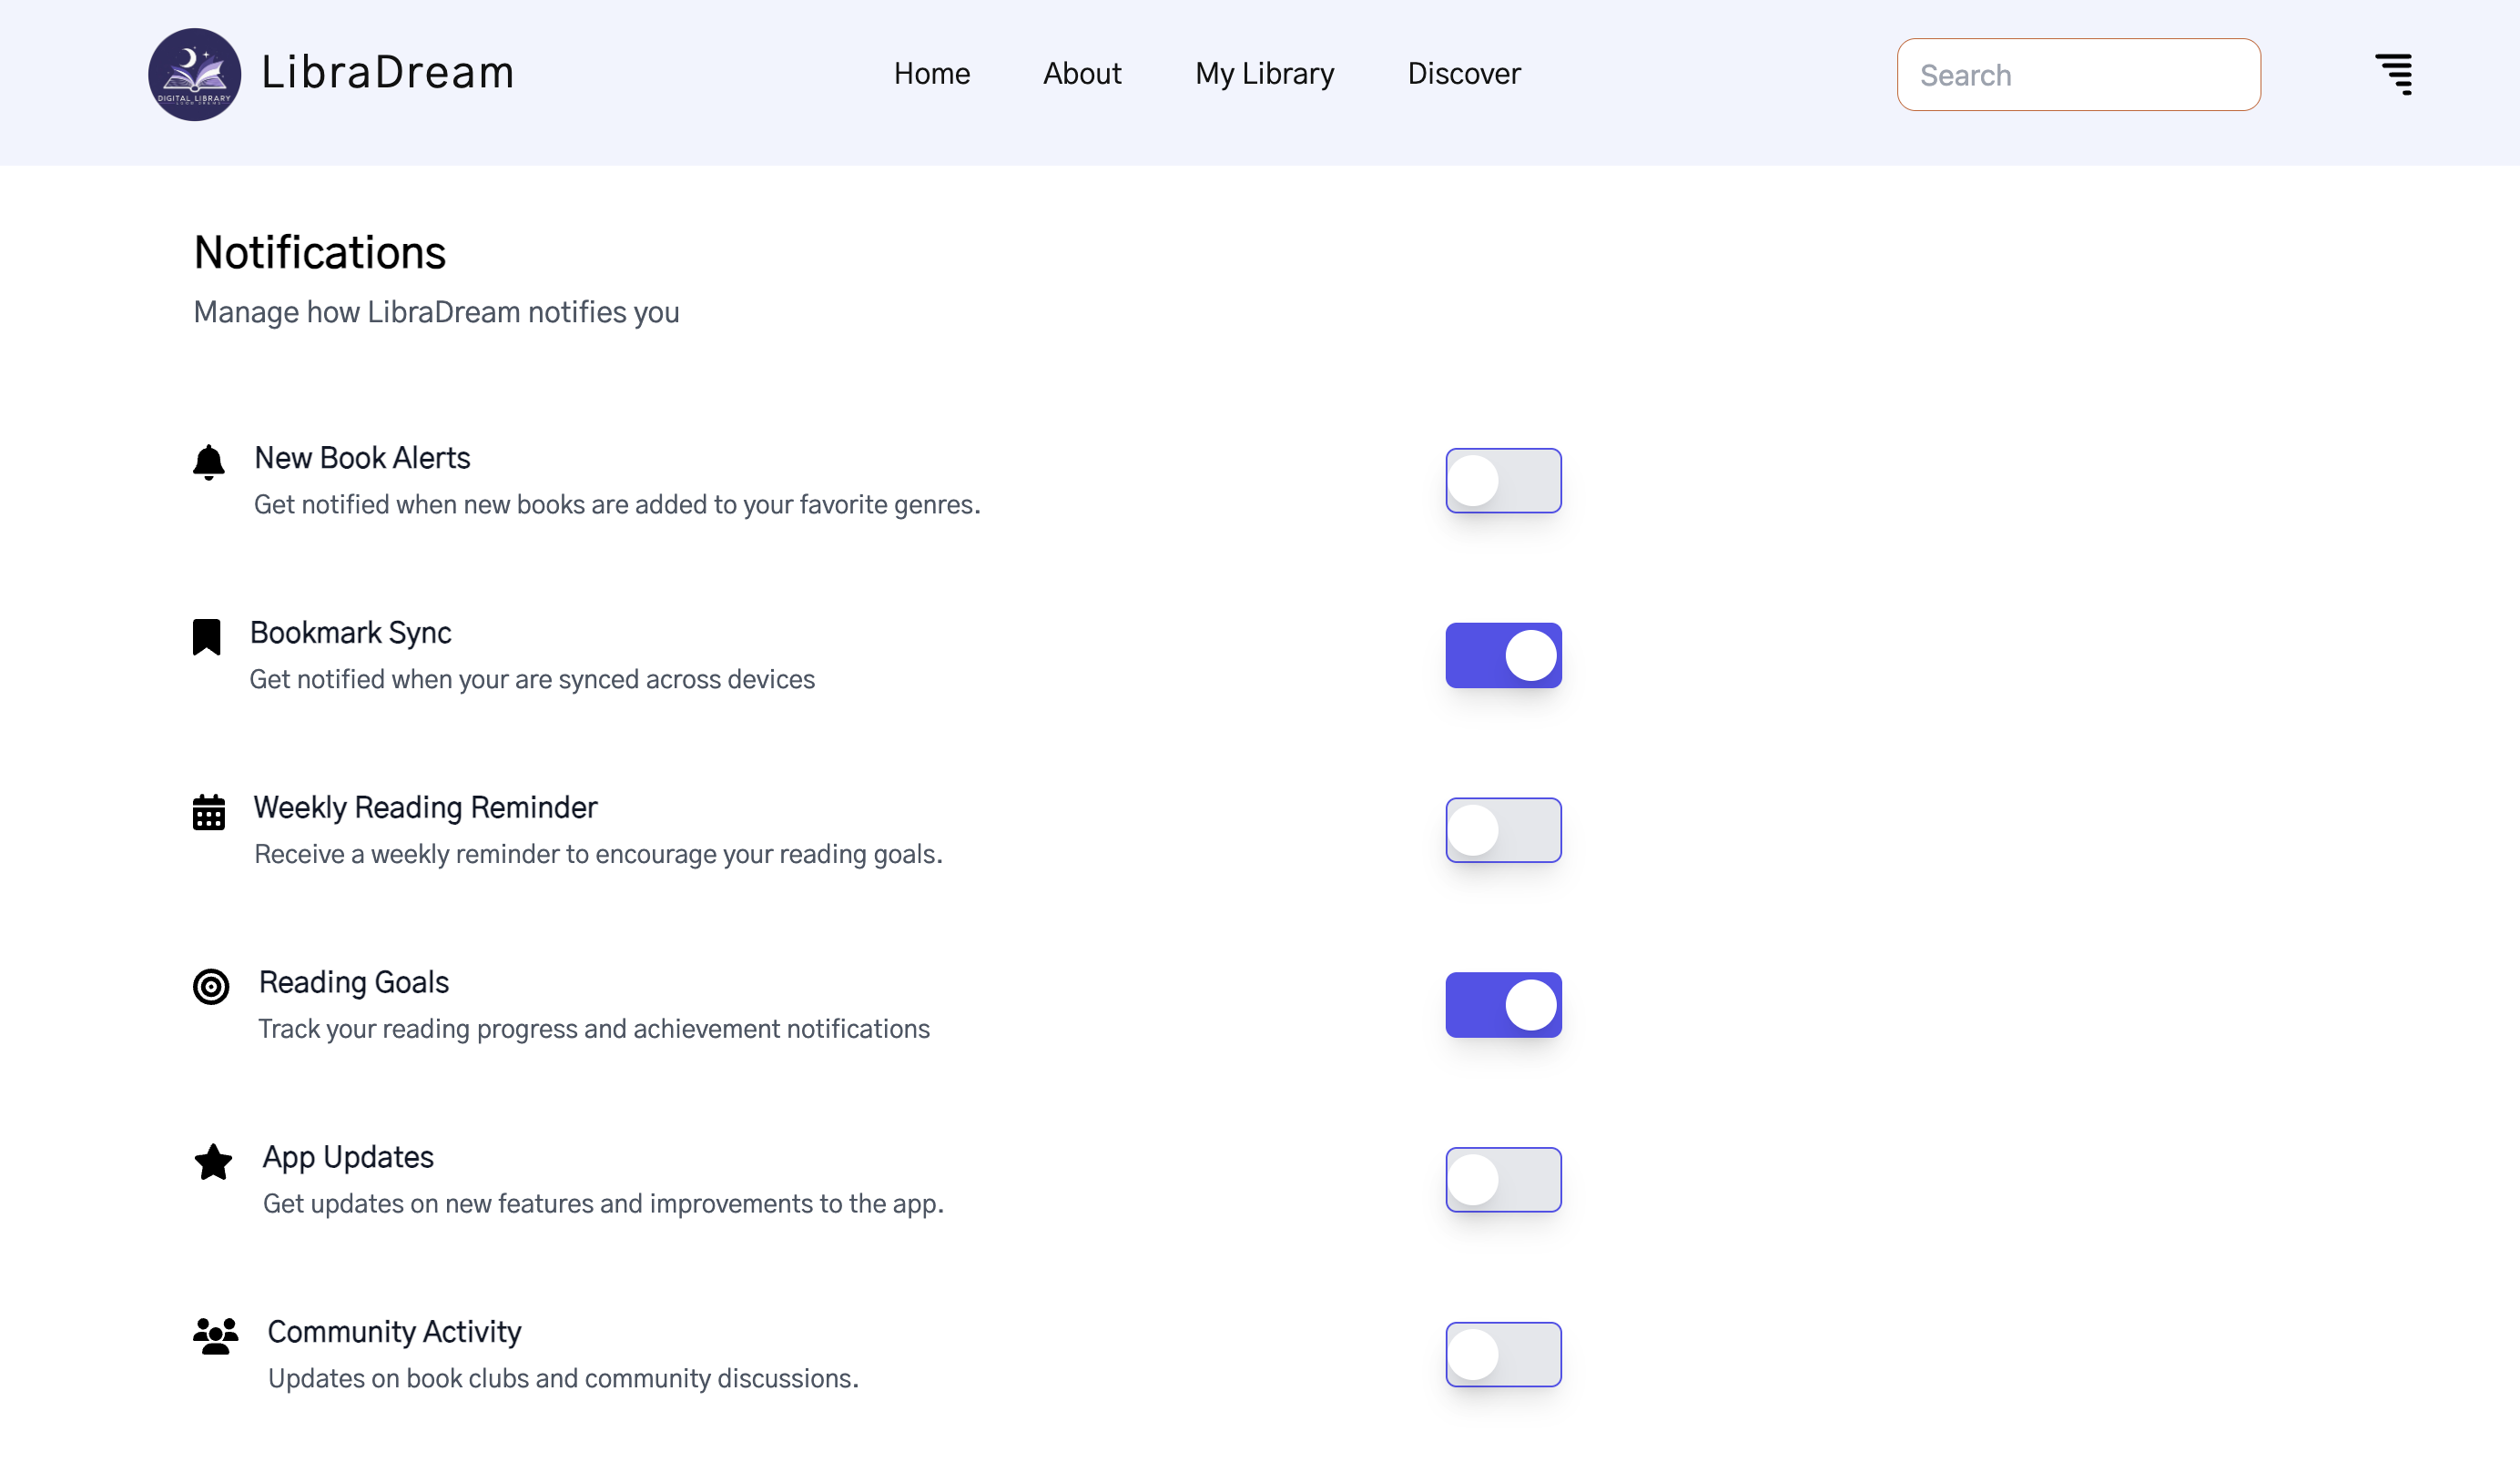 DIGITAL LIBRARY
LibraDream
Home
About
My Library
Discover
Search
Notifications
Manage how LibraDream notifies you
New Book Alerts
Get notified when new books are added to your favorite genres.
Bookmark Sync
Get notified when your are synced across devices
Weekly Reading Reminder
Receive a weekly reminder to encourage your reading goals.
Reading Goals
Track your reading progress and achievement notifications
App Updates
Get updates on new features and improvements to the app.
Community Activity
Updates on book clubs and community discussions.